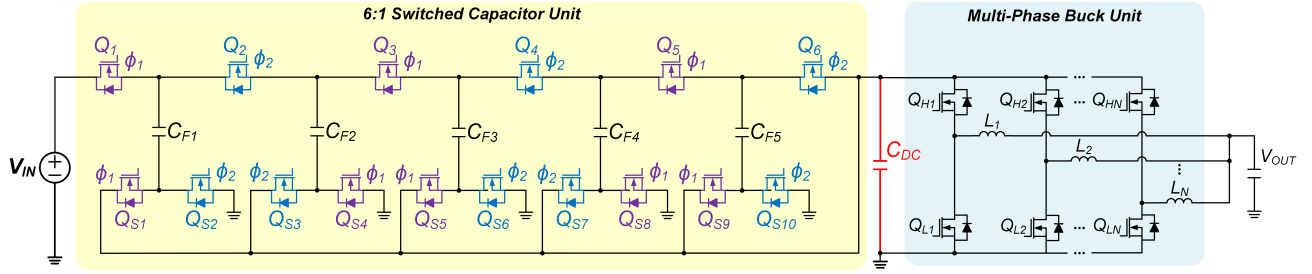 6:1 Switched Capacitor Unit
Multi-Phase Buck Unit
Q1 ϕ1 Q2 ϕ2 Q3 ϕ1 Q4 ϕ2 Q5 ϕ1 Q6 ϕ2
QH1 QH2 ··· QHN
CF1 CF2 CF3 CF4 CF5
L1
L2
LN
VIN
CDC
VOUT
ϕ1 ϕ2 ϕ2 ϕ1 ϕ1 ϕ2 ϕ2 ϕ1 ϕ1 ϕ2
QS1 QS2 QS3 QS4 QS5 QS6 QS7 QS8 QS9 QS10
QL1 QL2 ··· QLN